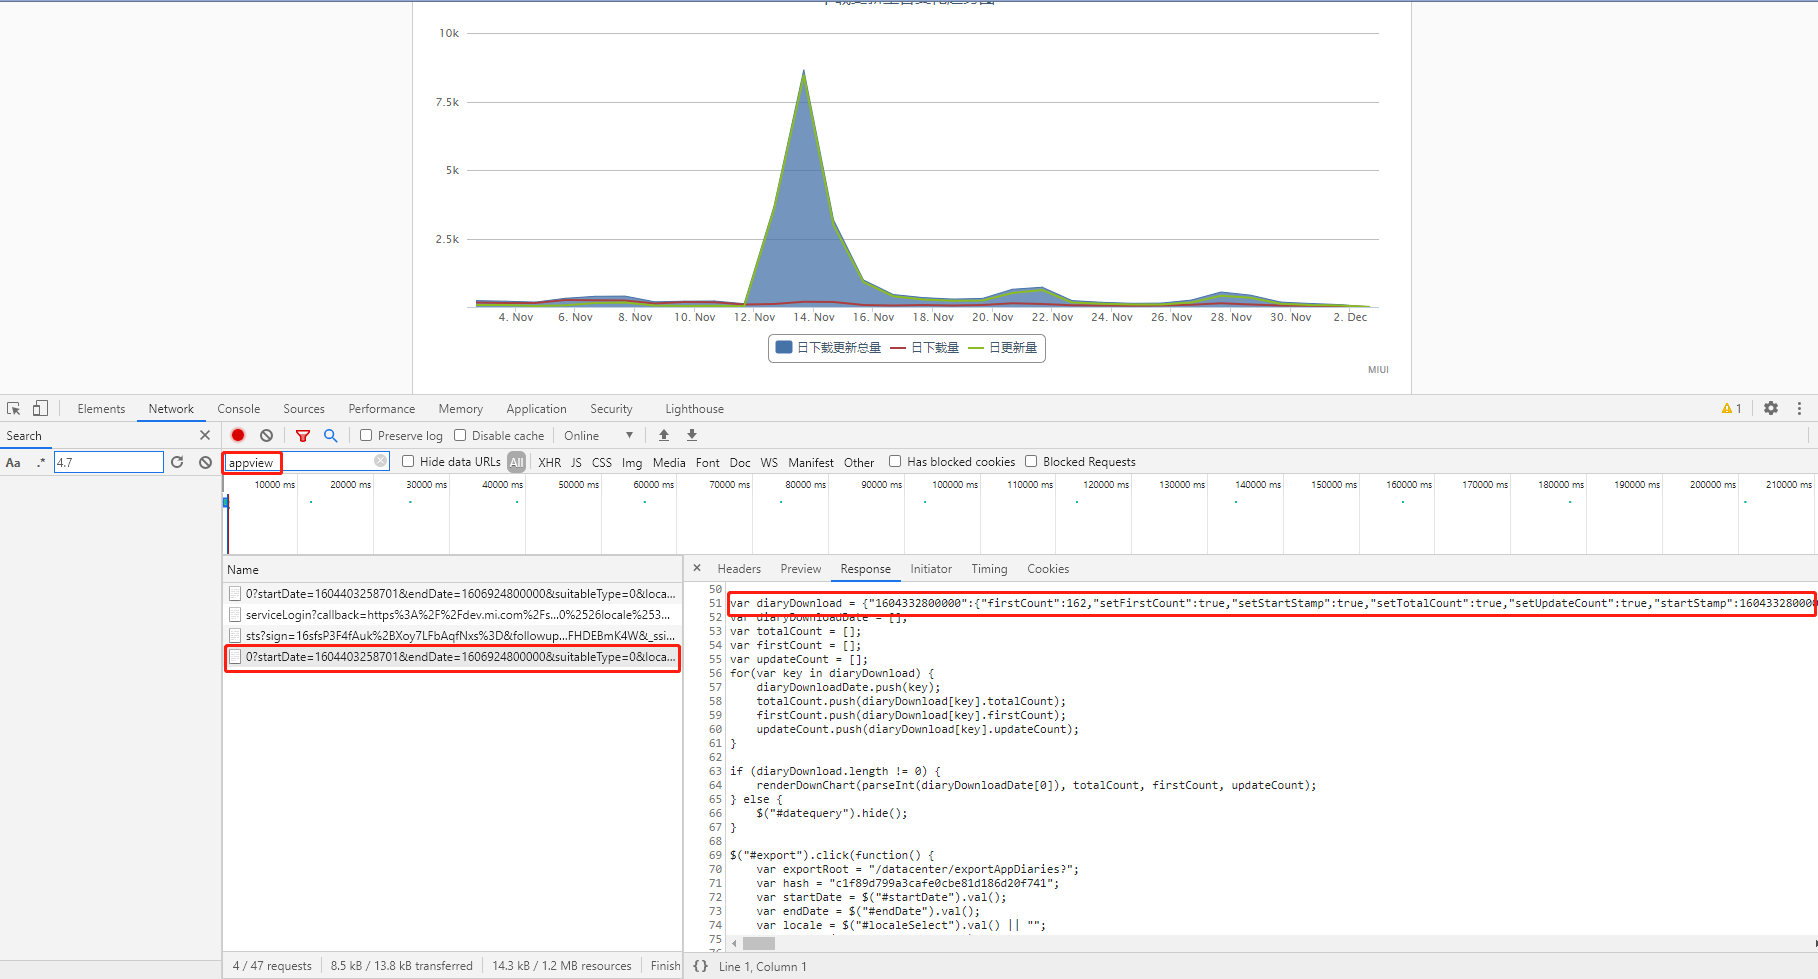 10k
7.5k
5k
2.5k
4. Nov 6. Nov 8. Nov 10. Nov 12. Nov 14. Nov 16. Nov 18. Nov 20. Nov 22. Nov 24. Nov 26. Nov 28. Nov 30. Nov 2. Dec
日下载更新总量 日下载量 日更新量
MIUI
Elements Network Console Sources Performance Memory Application Security Lighthouse 1
Search Preserve log Disable cache Online
Aa .* 4.7 appview Hide data URLs All XHR JS CSS Img Media Font Doc WS Manifest Other Has blocked cookies Blocked Requests
10000 ms 20000 ms 30000 ms 40000 ms 50000 ms 60000 ms 70000 ms 80000 ms 90000 ms 100000 ms 110000 ms 120000 ms 130000 ms 140000 ms 150000 ms 160000 ms 170000 ms 180000 ms 190000 ms 200000 ms 210000 ms
Name
0?startDate=1604403258701&endDate=1606924800000&suitableType=0&loca...
serviceLogin?callback=https%3A%2F%2Fdev.mi.com%2Fs...0%2526locale%253...
sts?sign=16sfsP3F4fAuk%2BXoy7LFbAqfNxs%3D&followup...FHDEBmK4W&_ssi...
0?startDate=1604403258701&endDate=1606924800000&suitableType=0&loca...
Headers Preview Response Initiator Timing Cookies
50
51 var diaryDownload = {"1604332800000":{"firstCount":162,"setFirstCount":true,"setStartStamp":true,"setTotalCount":true,"setUpdateCount":true,"startStamp":160433280000
52 var diaryDownloadDate = [];
53 var totalCount = [];
54 var firstCount = [];
55 var updateCount = [];
56 for(var key in diaryDownload) {
57 diaryDownloadDate.push(key);
58 totalCount.push(diaryDownload[key].totalCount);
59 firstCount.push(diaryDownload[key].firstCount);
60 updateCount.push(diaryDownload[key].updateCount);
61 }
62
63 if (diaryDownload.length != 0) {
64 renderDownChart(parseInt(diaryDownloadDate[0]), totalCount, firstCount, updateCount);
65 } else {
66 $("#datequery").hide();
67 }
68
69 $("#export").click(function() {
70 var exportRoot = "/datacenter/exportAppDiaries?";
71 var hash = "c1f89d799a3cafe0cbe81d186d20f741";
72 var startDate = $("#startDate").val();
73 var endDate = $("#endDate").val();
74 var locale = $("#localeSelect").val() || "";
75
4 / 47 requests 8.5 kB / 13.8 kB transferred 14.3 kB / 1.2 MB resources Finish
{} Line 1, Column 1